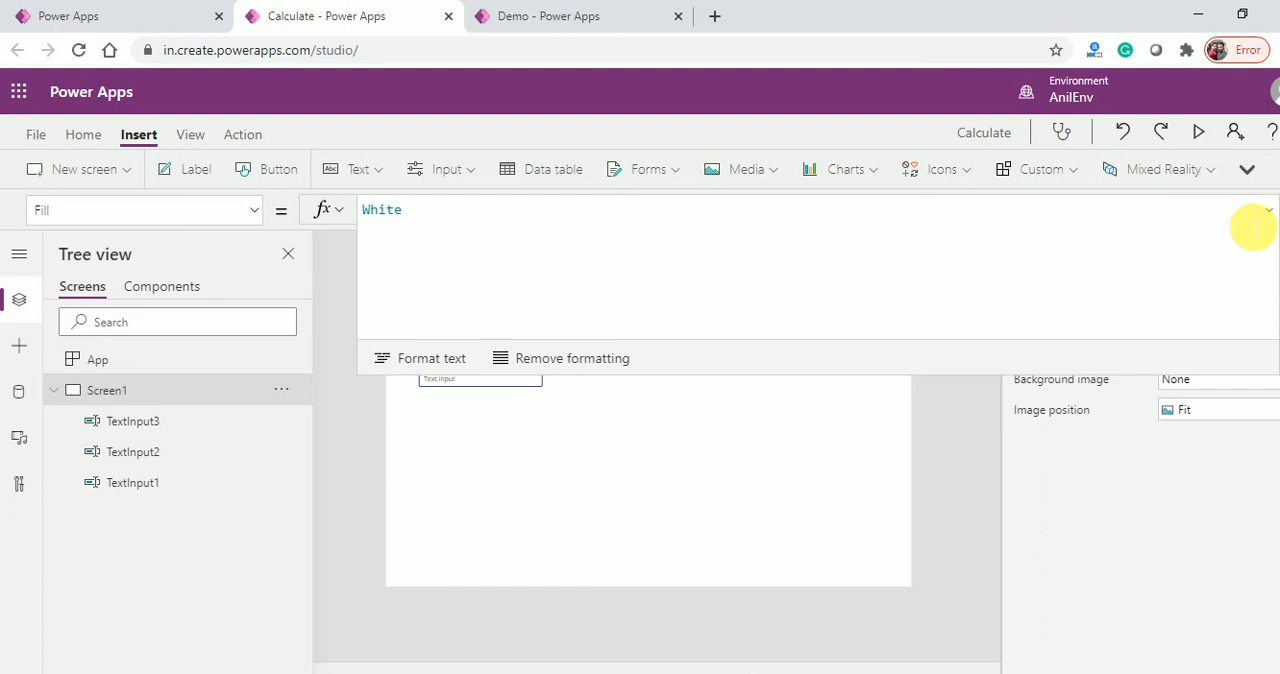 Power Apps
Calculate - Power Apps
Demo - Power Apps
in.create.powerapps.com/studio/
Error
Power Apps
Environment
AnilEnv
File Home Insert View Action
Calculate
?
New screen Label Button Text Input Data table Forms Media Charts Icons Custom Mixed Reality
Fill = fx White
Tree view
Screens Components
Search
App
Screen1
TextInput3
TextInput2
TextInput1
Format text Remove formatting
Text input
Background image None
Image position Fit